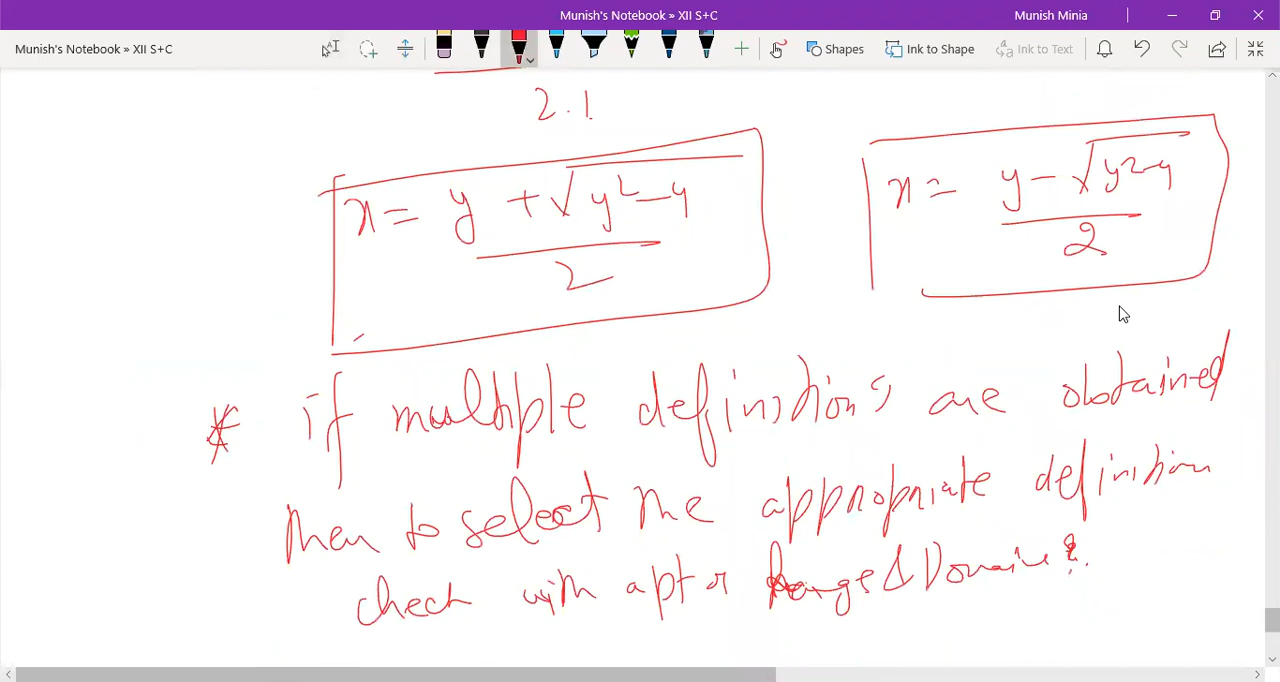 Munish's Notebook » XII S+C
Munish Minia
Munish's Notebook » XII S+C
Shapes
Ink to Shape
Ink to Text
2.1
x = (y + √(y² - 4)) / 2
x = (y - √(y² - 4)) / 2
* if multiple definitions are obtained
then to select the appropriate definition
check with apt Range & Domain